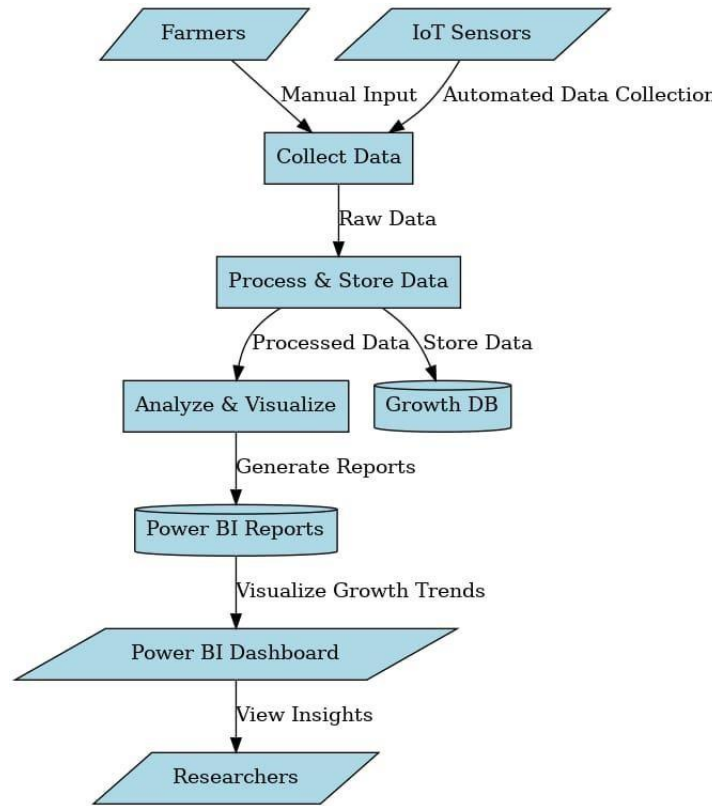 Farmers
IoT Sensors
Manual Input
Automated Data Collection
Collect Data
Raw Data
Process & Store Data
Processed Data
Store Data
Analyze & Visualize
Growth DB
Generate Reports
Power BI Reports
Visualize Growth Trends
Power BI Dashboard
View Insights
Researchers